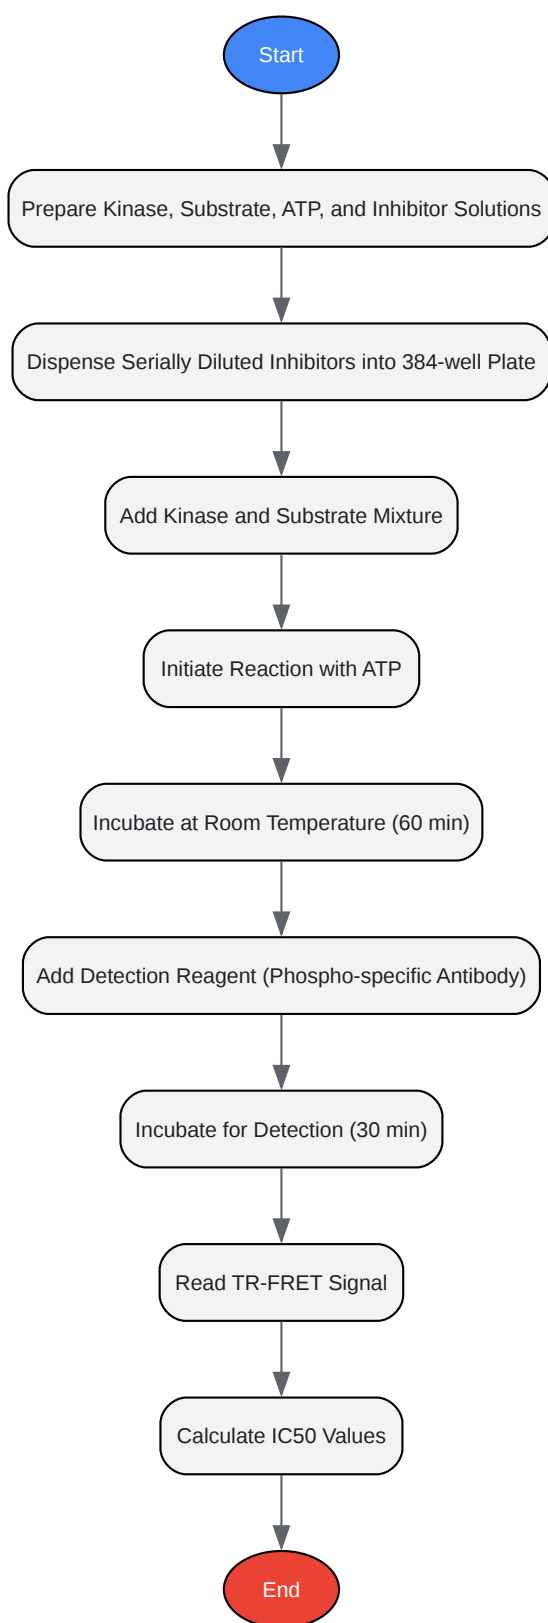 Start
Prepare Kinase, Substrate, ATP, and Inhibitor Solutions
Dispense Serially Diluted Inhibitors into 384-well Plate
Add Kinase and Substrate Mixture
Initiate Reaction with ATP
Incubate at Room Temperature (60 min)
Add Detection Reagent (Phospho-specific Antibody)
Incubate for Detection (30 min)
Read TR-FRET Signal
Calculate IC50 Values
End